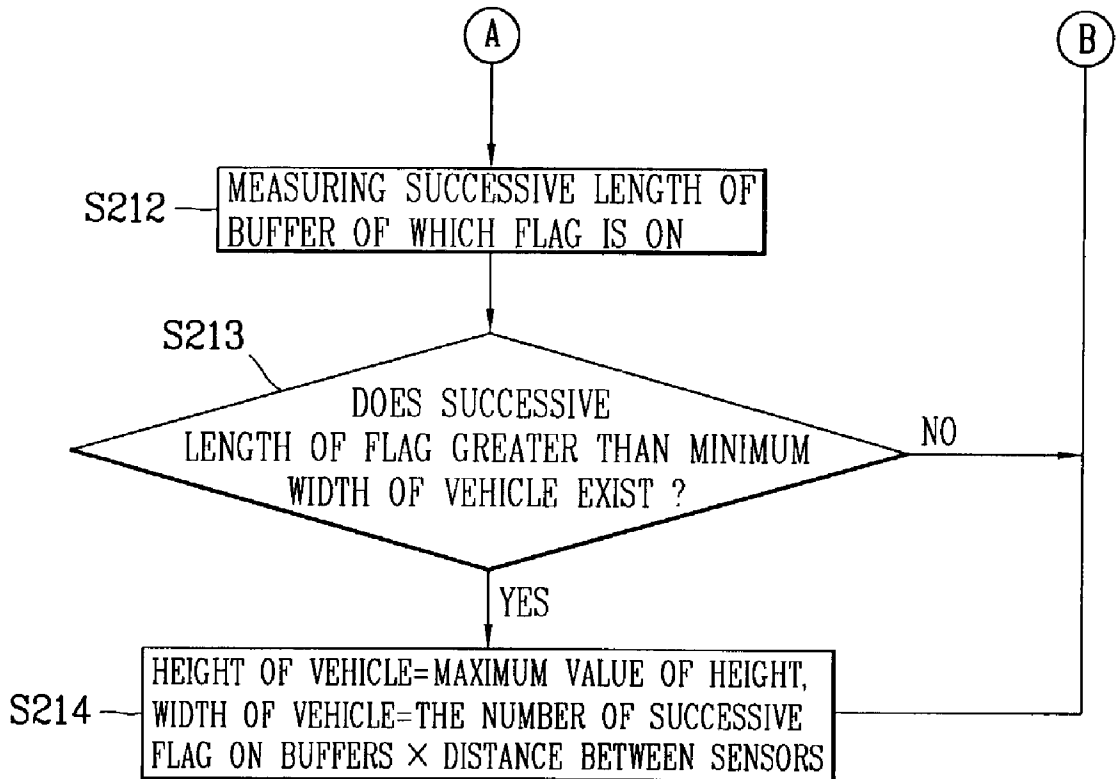 A
B
S212
MEASURING SUCCESSIVE LENGTH OF
BUFFER OF WHICH FLAG IS ON
S213
DOES SUCCESSIVE
LENGTH OF FLAG GREATER THAN MINIMUM
WIDTH OF VEHICLE EXIST ?
NO
YES
S214
HEIGHT OF VEHICLE=MAXIMUM VALUE OF HEIGHT,
WIDTH OF VEHICLE=THE NUMBER OF SUCCESSIVE
FLAG ON BUFFERS × DISTANCE BETWEEN SENSORS